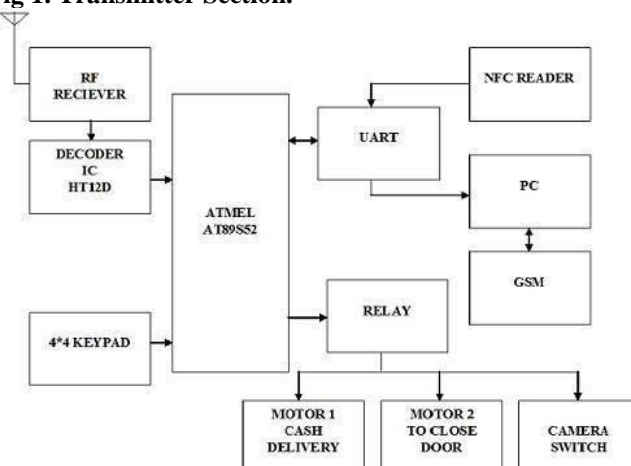 Fig 1: Transmitter Section.
RF
RECIEVER
NFC READER
UART
DECODER
IC
HT12D
PC
ATMEL
AT89S52
GSM
RELAY
4*4 KEYPAD
MOTOR 1
CASH
DELIVERY
MOTOR 2
TO CLOSE
DOOR
CAMERA
SWITCH